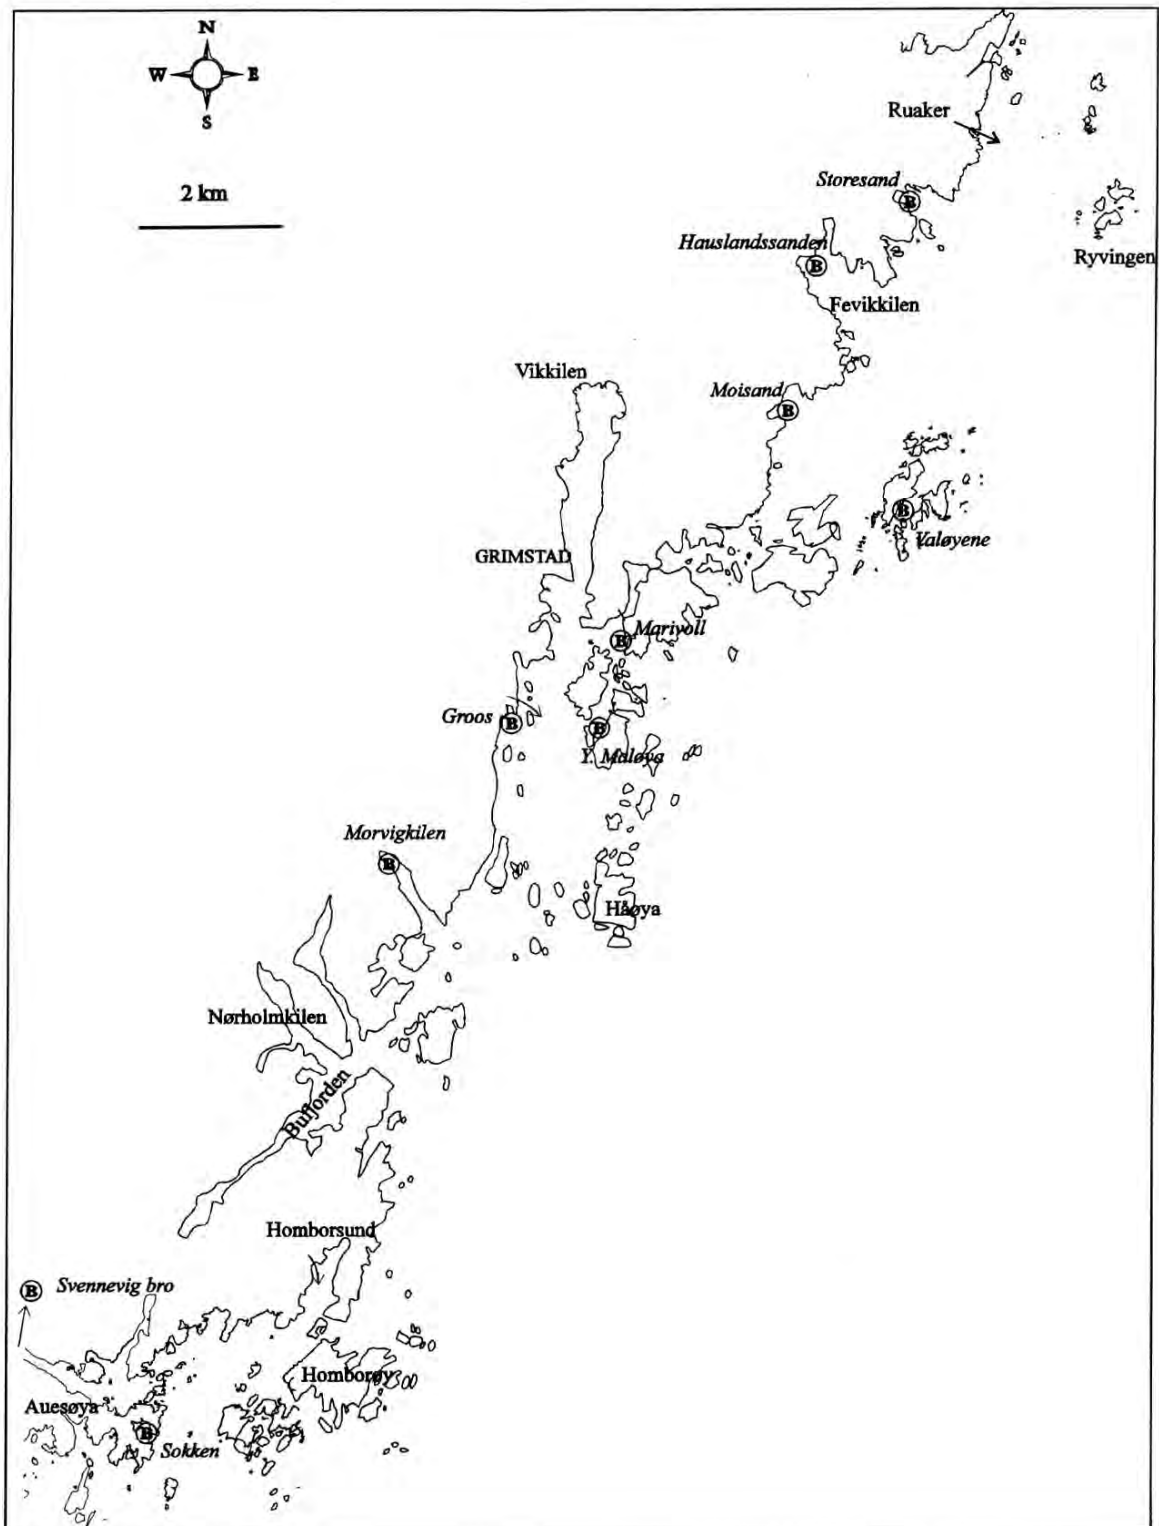 N
W E
S
2 km
Ruaker
Storesand
B
Hauslandssanden
B
Ryvingen
Fevikkilen
Vikkilen
Moisand
B
B
Valøyene
GRIMSTAD
Marivoll
B
Groos
B
B
Y. Maløya
Morvigkilen
B
Håøya
Nørholmkilen
Bufjorden
Homborsund
B
Svennevig bro
Homborøy
Auesøya
B
Sokken